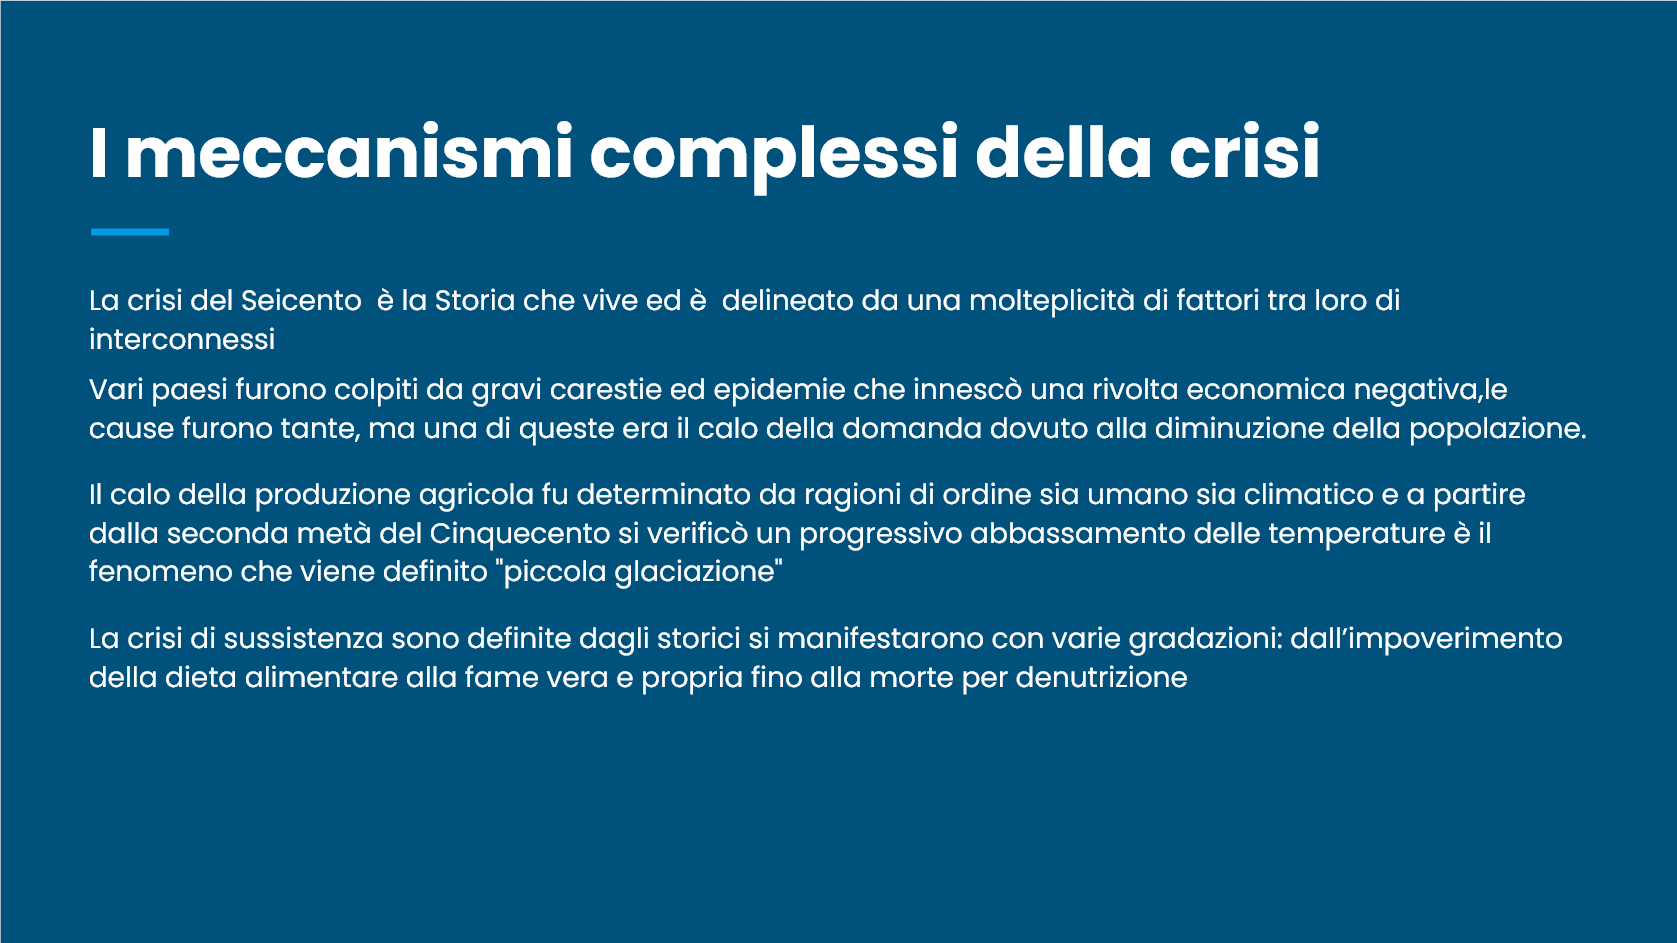 I meccanismi complessi della crisi
La crisi del Seicento  è la Storia che vive ed è  delineato da una molteplicità di fattori tra loro di
interconnessi
Vari paesi furono colpiti da gravi carestie ed epidemie che innescò una rivolta economica negativa,le
cause furono tante, ma una di queste era il calo della domanda dovuto alla diminuzione della popolazione.
Il calo della produzione agricola fu determinato da ragioni di ordine sia umano sia climatico e a partire
dalla seconda metà del Cinquecento si verificò un progressivo abbassamento delle temperature è il
fenomeno che viene definito "piccola glaciazione"
La crisi di sussistenza sono definite dagli storici si manifestarono con varie gradazioni: dall’impoverimento
della dieta alimentare alla fame vera e propria fino alla morte per denutrizione